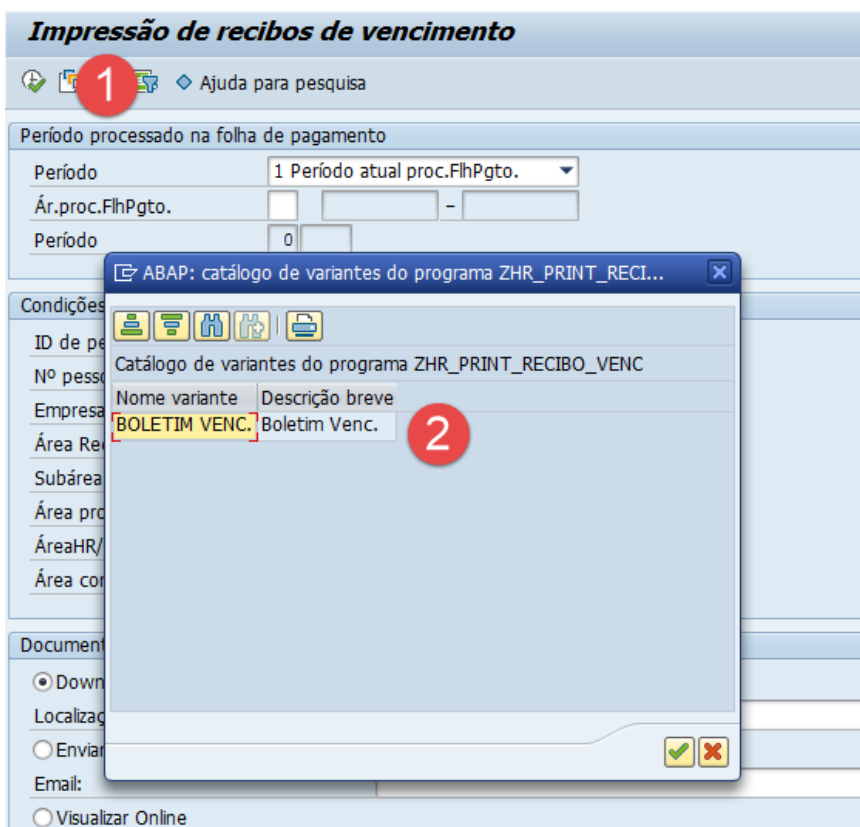 Impressão de recibos de vencimento
1 Ajuda para pesquisa
Período processado na folha de pagamento
Período 1 Período atual proc.FlhPgto.
Ár.proc.FlhPgto. –
Período 0
ABAP: catálogo de variantes do programa ZHR_PRINT_RECI...
Condições
ID de pe
Catálogo de variantes do programa ZHR_PRINT_RECIBO_VENC
Nº pesso
Nome variante Descrição breve
Empresa
BOLETIM VENC. Boletim Venc. 2
Área Re
Subárea
Área pro
ÁreaHR/
Área con
Document
Down
Localizaç
Enviar
Email:
Visualizar Online